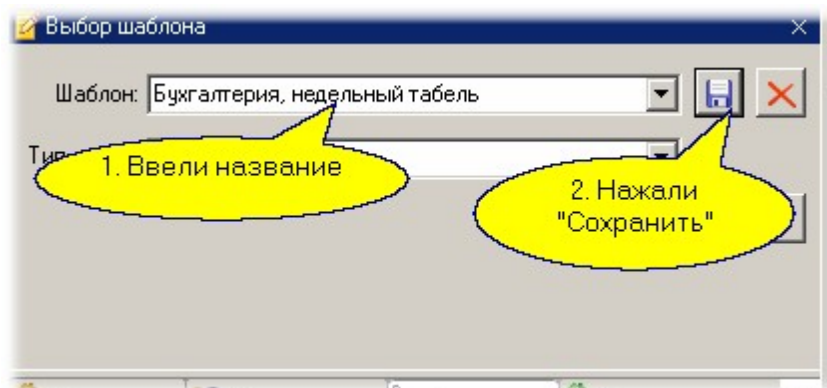 Выбор шаблона
Шаблон: Бухгалтерия, недельный табель
1. Ввели название
2. Нажали
"Сохранить"